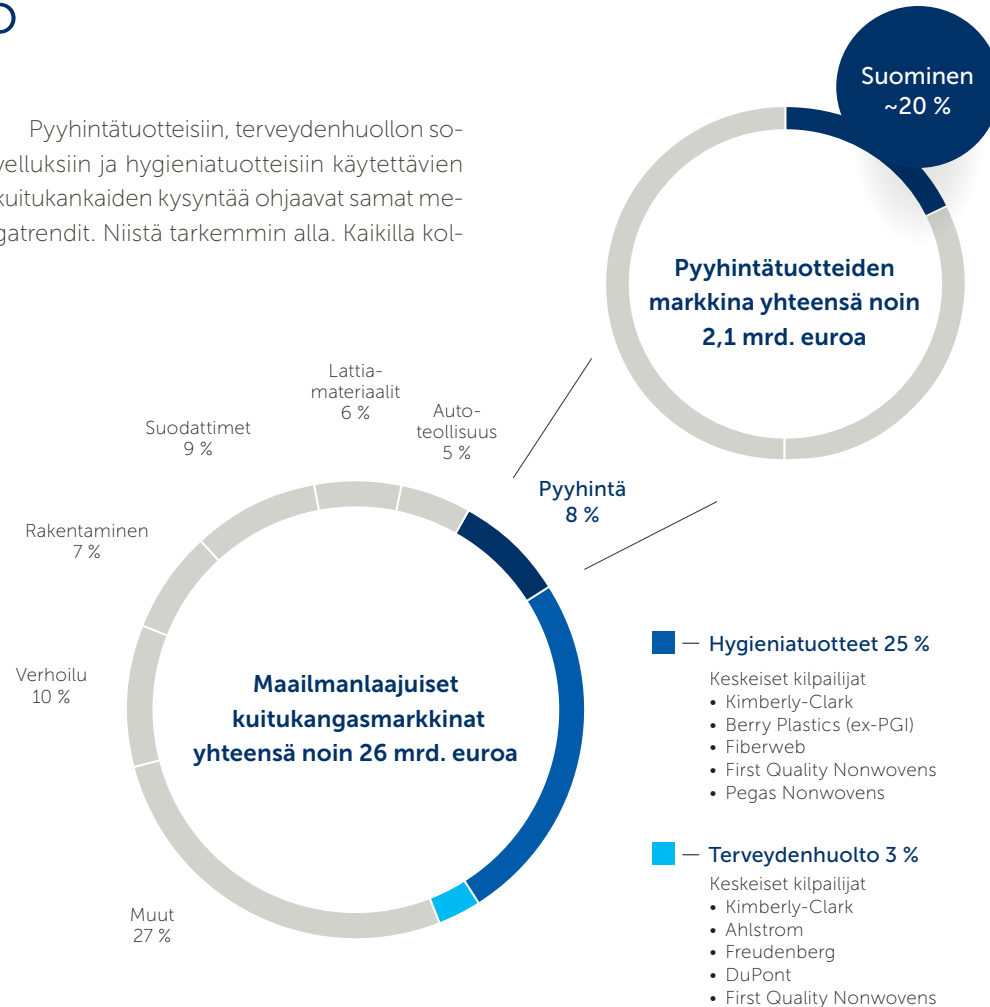 Pyyhintätuotteisiin, terveydenhuollon so-
velluksiin ja hygieniatuotteisiin käytettävien
kuitukankaiden kysyntää ohjaavat samat me-
gatrendit. Niistä tarkemmin alla. Kaikilla kol-
Suominen
~20 %
Pyyhintätuotteiden
markkina yhteensä noin
2,1 mrd. euroa
Lattia-
materiaalit
6 %
Auto-
teollisuus
5 %
Suodattimet
9 %
Pyyhintä
8 %
Rakentaminen
7 %
Verhoilu
10 %
Maailmanlaajuiset
kuitukangasmarkkinat
yhteensä noin 26 mrd. euroa
Muut
27 %
Hygieniatuotteet 25 %
Keskeiset kilpailijat
• Kimberly-Clark
• Berry Plastics (ex-PGI)
• Fiberweb
• First Quality Nonwovens
• Pegas Nonwovens
Terveydenhuolto 3 %
Keskeiset kilpailijat
• Kimberly-Clark
• Ahlstrom
• Freudenberg
• DuPont
• First Quality Nonwovens